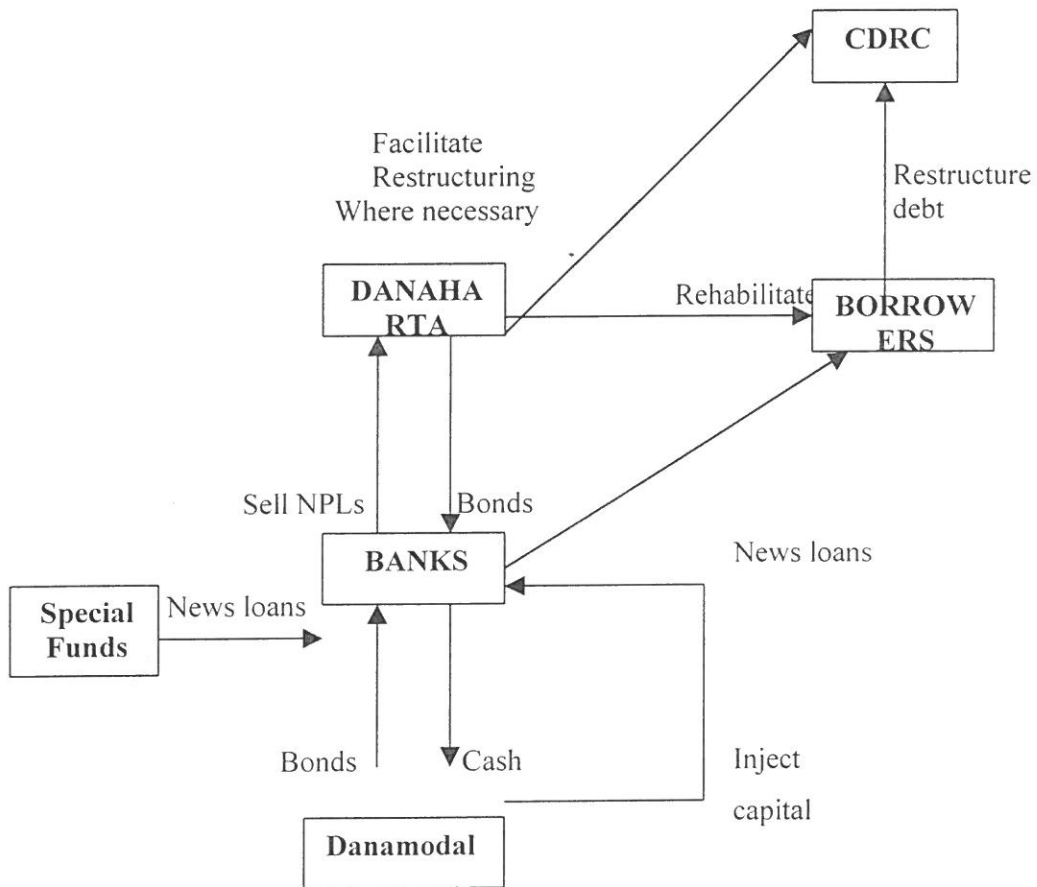 CDRC
Facilitate
Restructuring
Where necessary
Restructure
debt
DANAHA
RTA
Rehabilitate
BORROW
ERS
Sell NPLs
Bonds
BANKS
News loans
Special
Funds
News loans
Bonds
Cash
Inject
capital
Danamodal